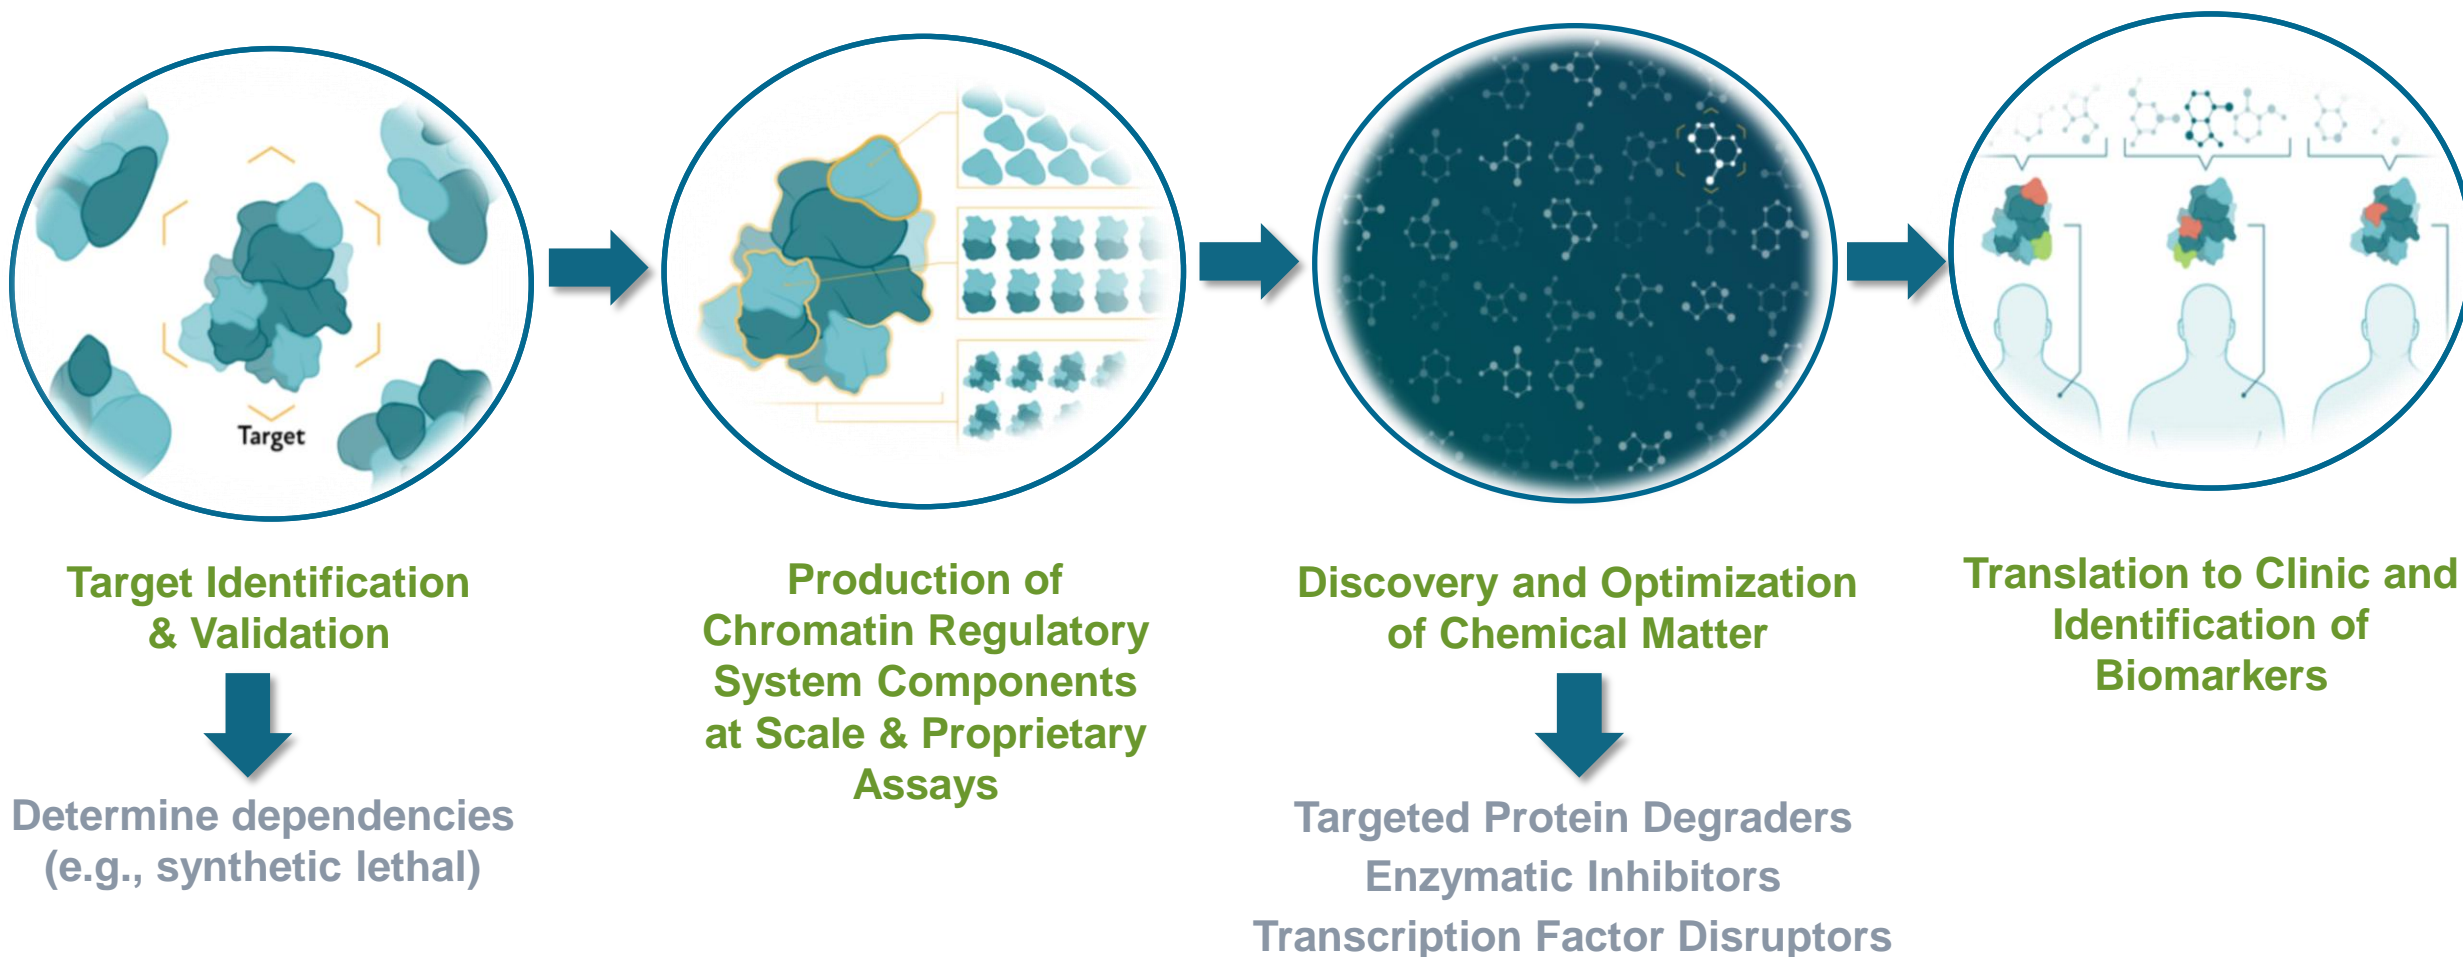 Target
Target Identification
& Validation
Determine dependencies
(e.g., synthetic lethal)
Production of
Chromatin Regulatory
System Components
at Scale & Proprietary
Assays
Discovery and Optimization
of Chemical Matter
Targeted Protein Degraders
Enzymatic Inhibitors
Transcription Factor Disruptors
Translation to Clinic and
Identification of
Biomarkers